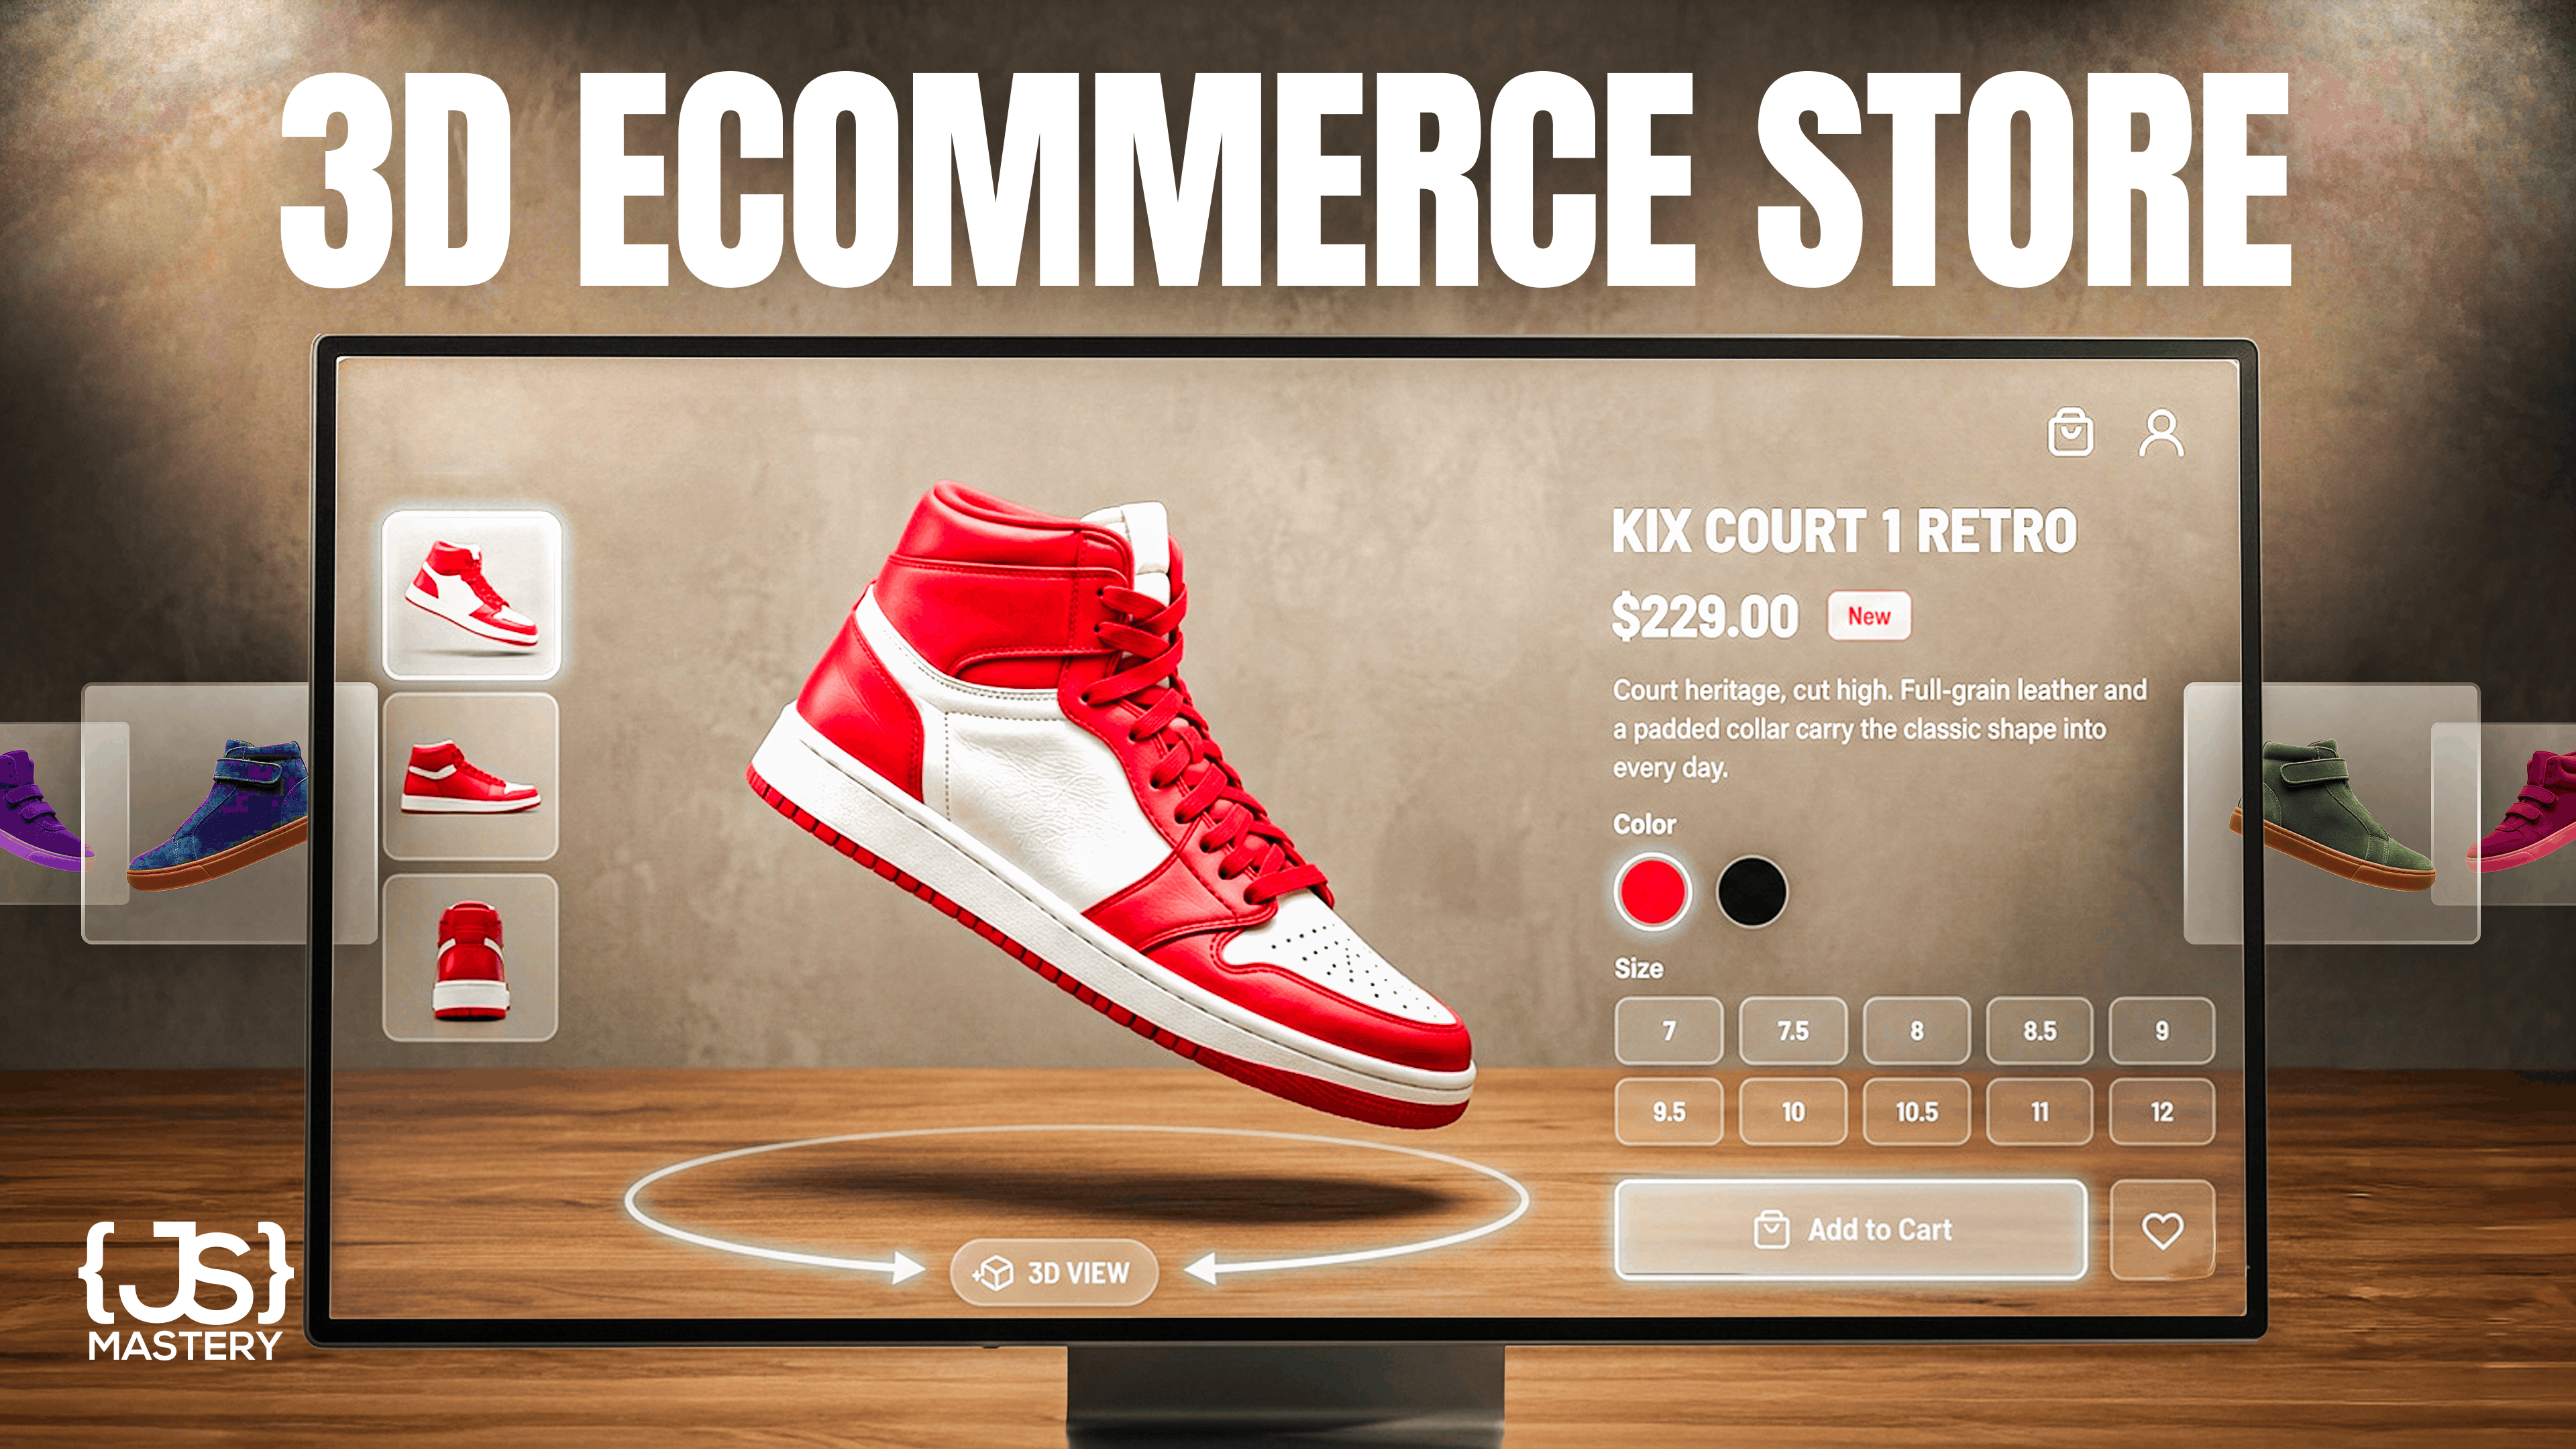 3D ECOMMERCE STORE
KIX COURT 1 RETRO
$229.00 New
Court heritage, cut high. Full-grain leather and
a padded collar carry the classic shape into
every day.
Color
Size
7 7.5 8 8.5 9
9.5 10 10.5 11 12
Add to Cart
3D VIEW
{JS}
MASTERY